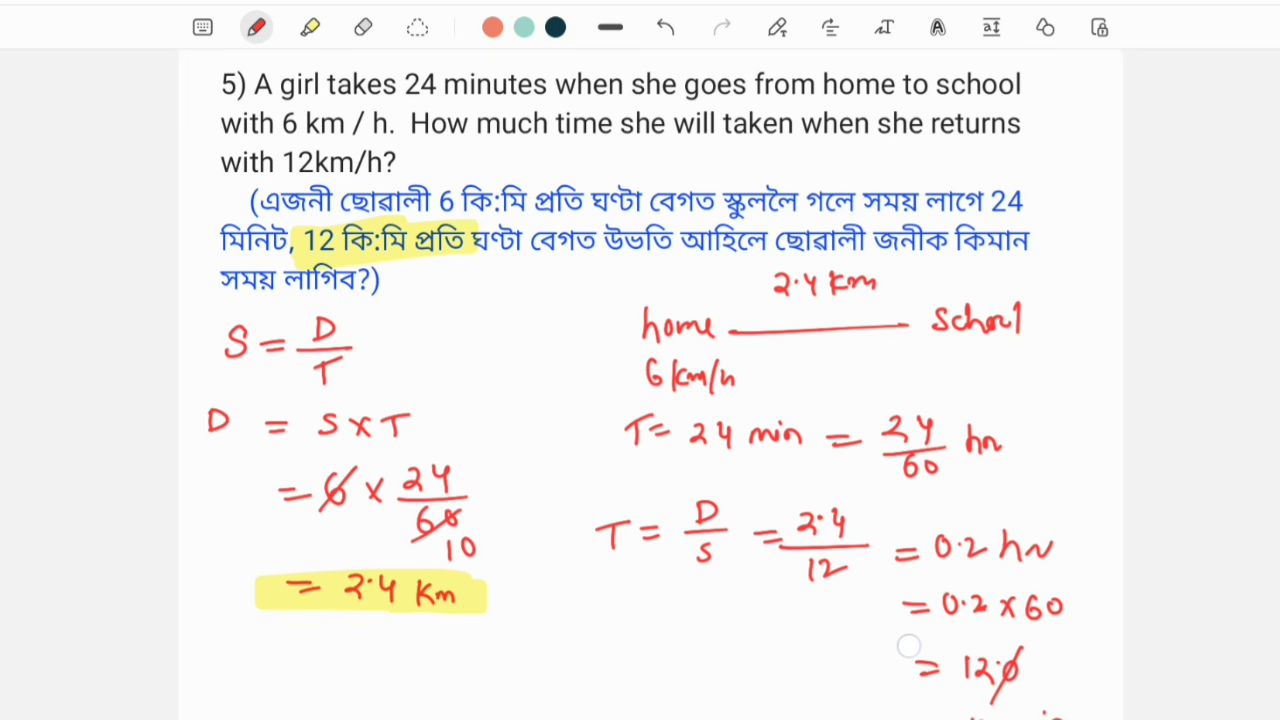 5) A girl takes 24 minutes when she goes from home to school
with 6 km / h. How much time she will taken when she returns
with 12km/h?
(এজনী ছোৱালী 6 কি:মি প্ৰতি ঘণ্টা বেগত স্কুললৈ গলে সময় লাগে 24
মিনিট, 12 কি:মি প্ৰতি ঘণ্টা বেগত উভতি আহিলে ছোৱালী জনীক কিমান
সময় লাগিব?)
2.4 km
home school
6 km/h
S = D/T
D = S x T
= 6 x 24/60
10
= 2.4 Km
T = 24 min = 24/60 hr
T = D/S = 2.4/12 = 0.2 hr
= 0.2 x 60
= 12.0